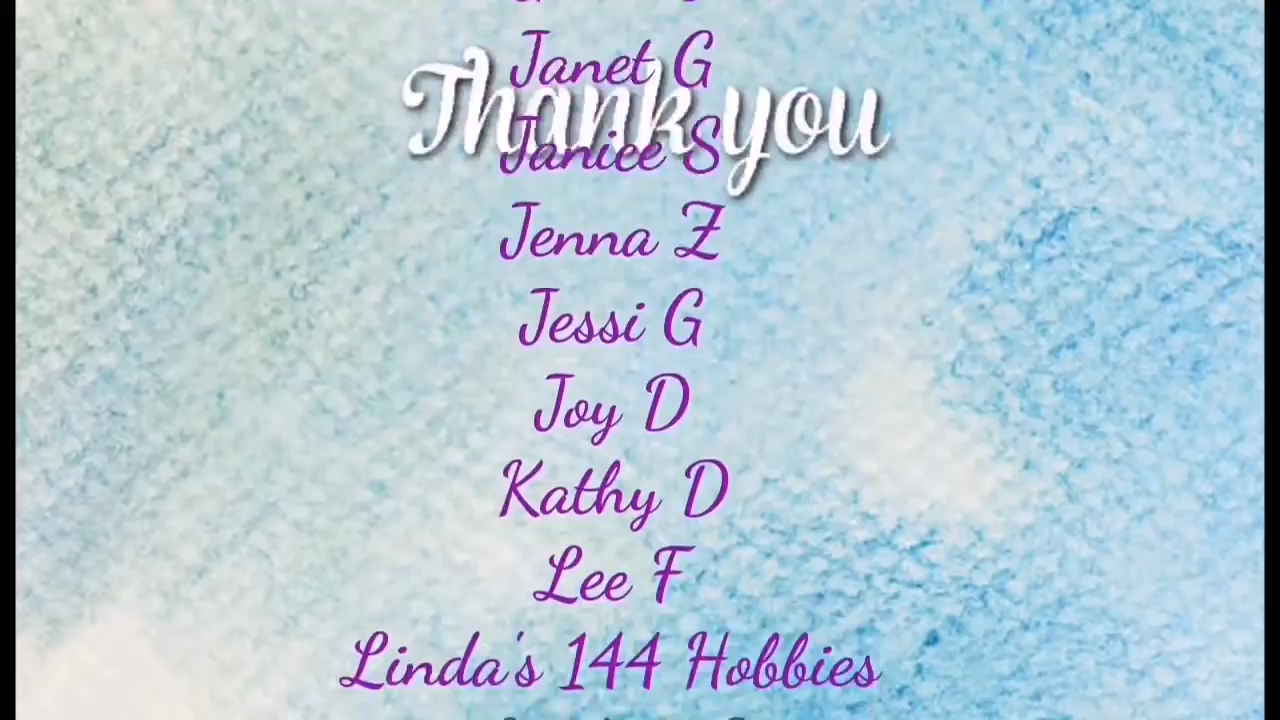 Janet G
Thank you
Janice S
Jenna Z
Jessi G
Joy D
Kathy D
Lee F
Linda's 144 Hobbies